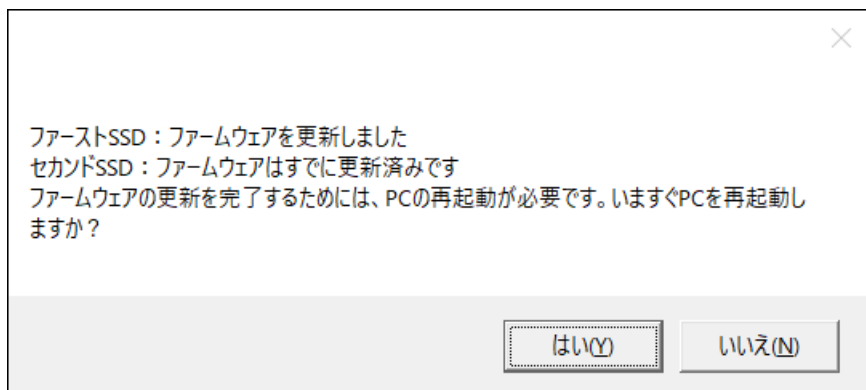 ファーストSSD：ファームウェアを更新しました
セカンドSSD：ファームウェアはすでに更新済みです
ファームウェアの更新を完了するためには、PCの再起動が必要です。いますぐPCを再起動し
ますか？
はい(Y)
いいえ(N)